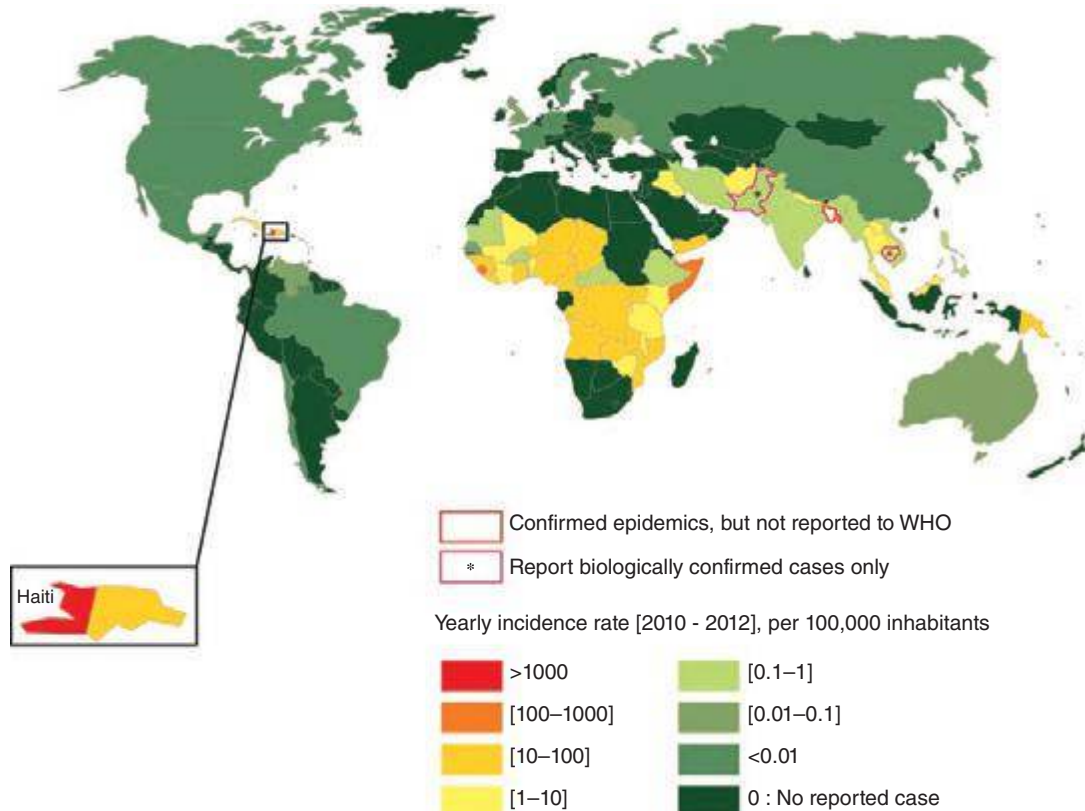 Haiti
Confirmed epidemics, but not reported to WHO
* Report biologically confirmed cases only
Yearly incidence rate [2010 - 2012], per 100,000 inhabitants
>1000
[100–1000]
[10–100]
[1–10]
[0.1–1]
[0.01–0.1]
<0.01
0 : No reported case